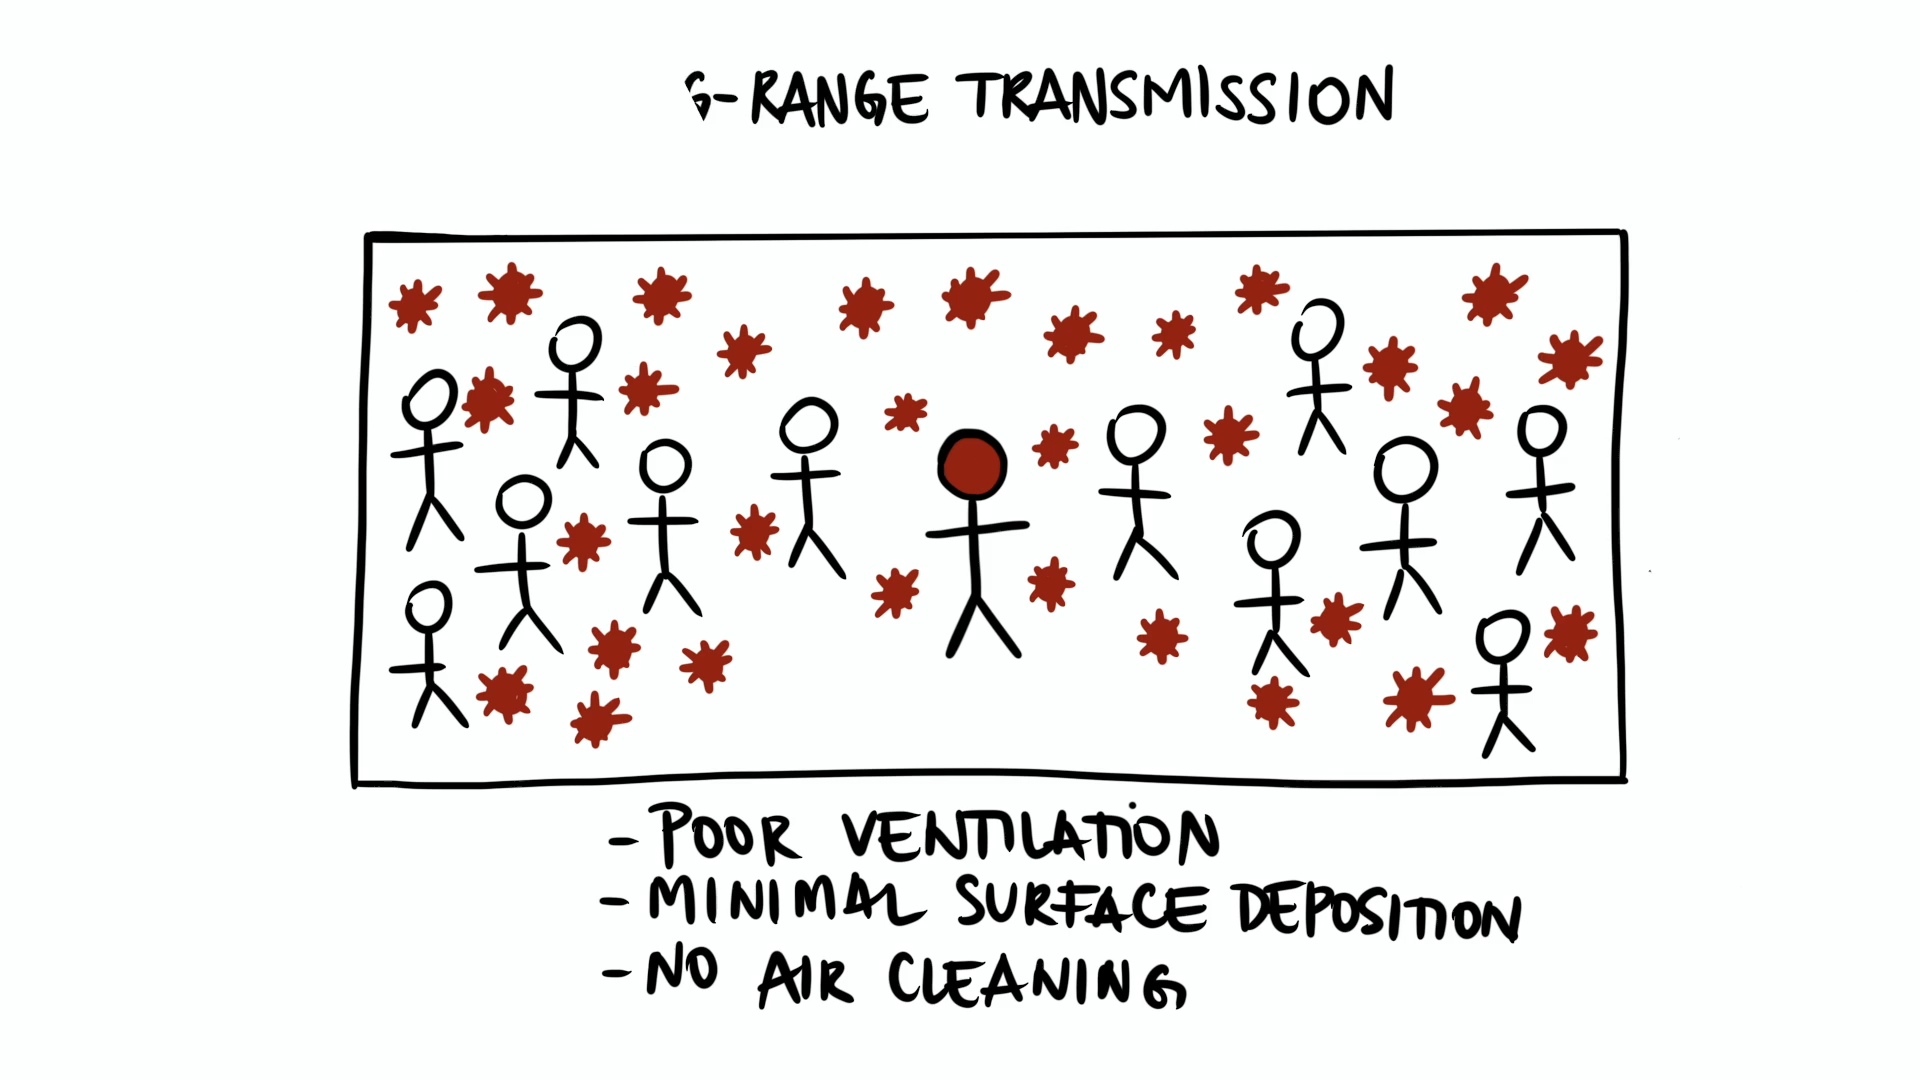 G-RANGE TRANSMISSION
- POOR VENTILATION
- MINIMAL SURFACE DEPOSITION
- NO AIR CLEANING